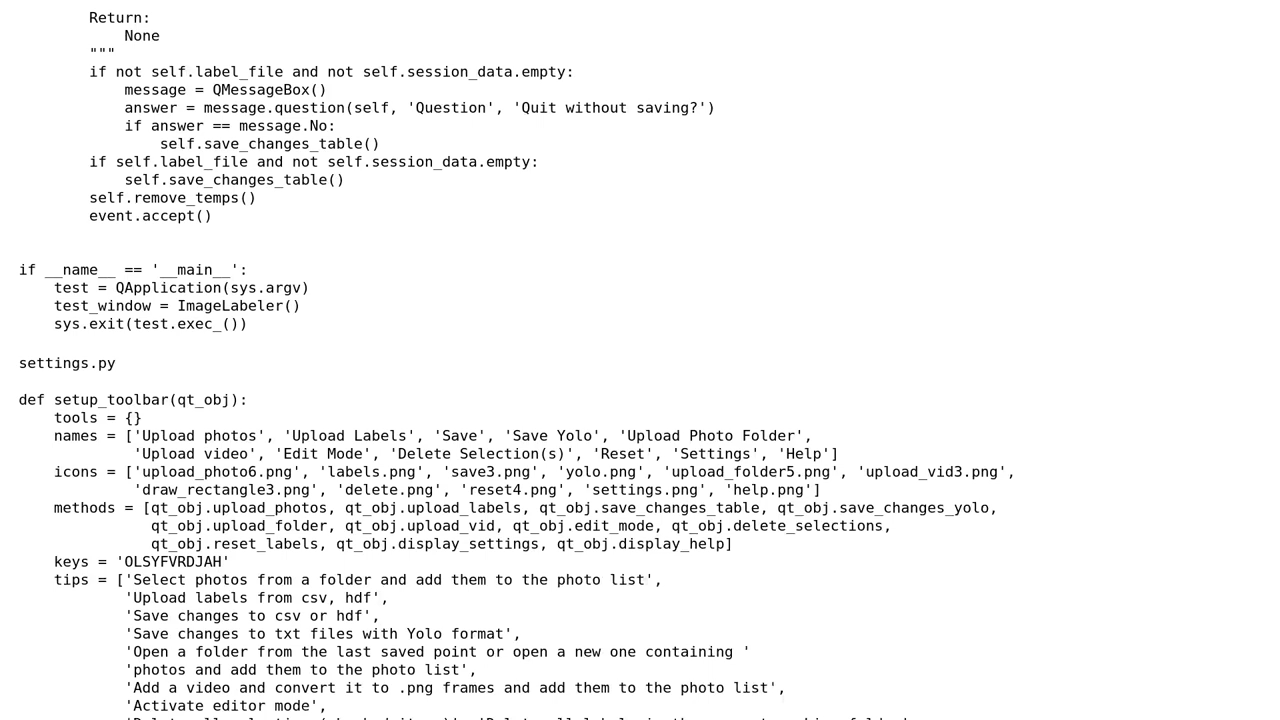 Return:
None
"""
if not self.label_file and not self.session_data.empty:
message = QMessageBox()
answer = message.question(self, 'Question', 'Quit without saving?')
if answer == message.No:
self.save_changes_table()
if self.label_file and not self.session_data.empty:
self.save_changes_table()
self.remove_temps()
event.accept()
if __name__ == '__main__':
test = QApplication(sys.argv)
test_window = ImageLabeler()
sys.exit(test.exec_())
settings.py
def setup_toolbar(qt_obj):
tools = {}
names = ['Upload photos', 'Upload Labels', 'Save', 'Save Yolo', 'Upload Photo Folder',
'Upload video', 'Edit Mode', 'Delete Selection(s)', 'Reset', 'Settings', 'Help']
icons = ['upload_photo6.png', 'labels.png', 'save3.png', 'yolo.png', 'upload_folder5.png', 'upload_vid3.png',
'draw_rectangle3.png', 'delete.png', 'reset4.png', 'settings.png', 'help.png']
methods = [qt_obj.upload_photos, qt_obj.upload_labels, qt_obj.save_changes_table, qt_obj.save_changes_yolo,
qt_obj.upload_folder, qt_obj.upload_vid, qt_obj.edit_mode, qt_obj.delete_selections,
qt_obj.reset_labels, qt_obj.display_settings, qt_obj.display_help]
keys = 'OLSYFVRDJAH'
tips = ['Select photos from a folder and add them to the photo list',
'Upload labels from csv, hdf',
'Save changes to csv or hdf',
'Save changes to txt files with Yolo format',
'Open a folder from the last saved point or open a new one containing '
'photos and add them to the photo list',
'Add a video and convert it to .png frames and add them to the photo list',
'Activate editor mode',